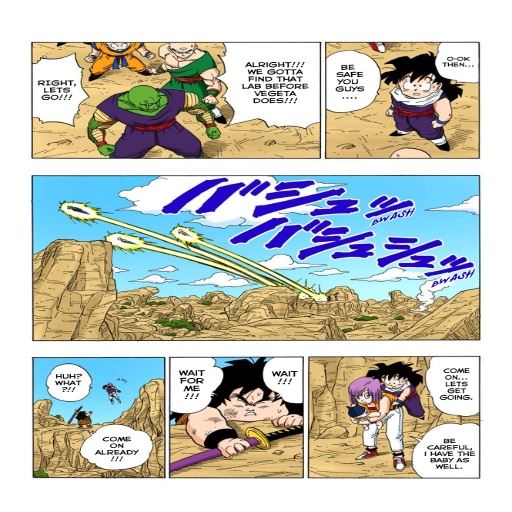 RIGHT,
LETS
GO!!!
ALRIGHT!!!
WE GOTTA
FIND THAT
LAB BEFORE
VEGETA
DOES!!!
BE
SAFE
YOU
GUYS
....
O-OK
THEN...
バシュッ
BWASH
バシュシュッ
BWASH
HUH?
WHAT
?!!
COME
ON
ALREADY
!!!
WAIT
FOR
ME
!!!
WAIT
!!!
COME
ON...
LETS
GET
GOING.
BE
CAREFUL,
I HAVE THE
BABY AS
WELL.